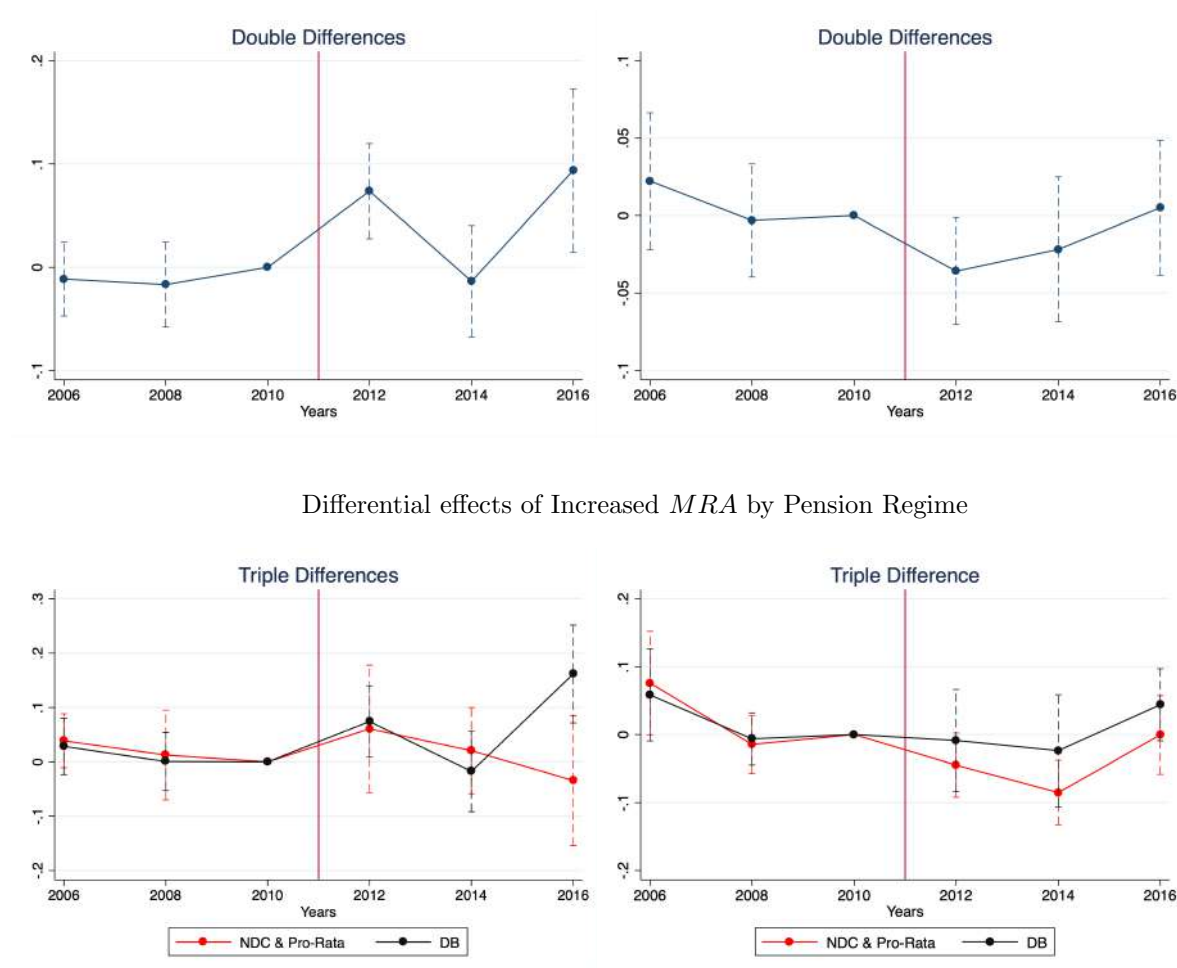 Double Differences
.2
.1
0
-.1
2006 2008 2010 2012 2014 2016
Years
Double Differences
.1
.05
0
-.05
-.1
2006 2008 2010 2012 2014 2016
Years
Differential effects of Increased MRA by Pension Regime
Triple Differences
.3
.2
.1
0
-.1
-.2
2006 2008 2010 2012 2014 2016
Years
NDC & Pro-Rata DB
Triple Difference
.2
.1
0
-.1
-.2
2006 2008 2010 2012 2014 2016
Years
NDC & Pro-Rata DB